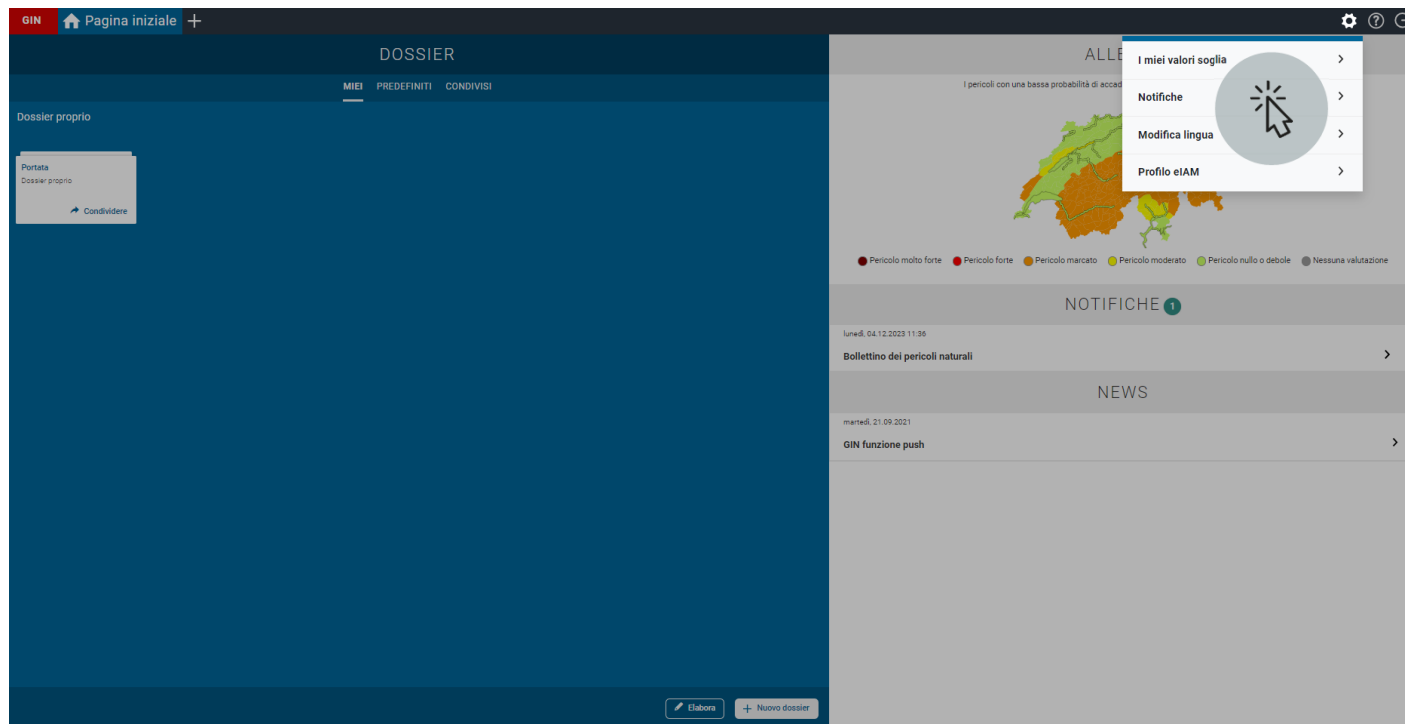 GIN Pagina iniziale
DOSSIER
MIEI PREDEFINITI CONDIVISI
Dossier proprio
Portata
Dossier proprio
Condividere
Elabora
Nuovo dossier
I miei valori soglia
Notifiche
Modifica lingua
Profilo eIAM
I pericoli con una bassa probabilità di
Pericolo molto forte Pericolo forte Pericolo marcato Pericolo moderato Pericolo nullo o debole Nessuna valutazione
NOTIFICHE 1
lunedì, 04.12.2023 11:36
Bollettino dei pericoli naturali
NEWS
martedì, 21.09.2021
GIN funzione push